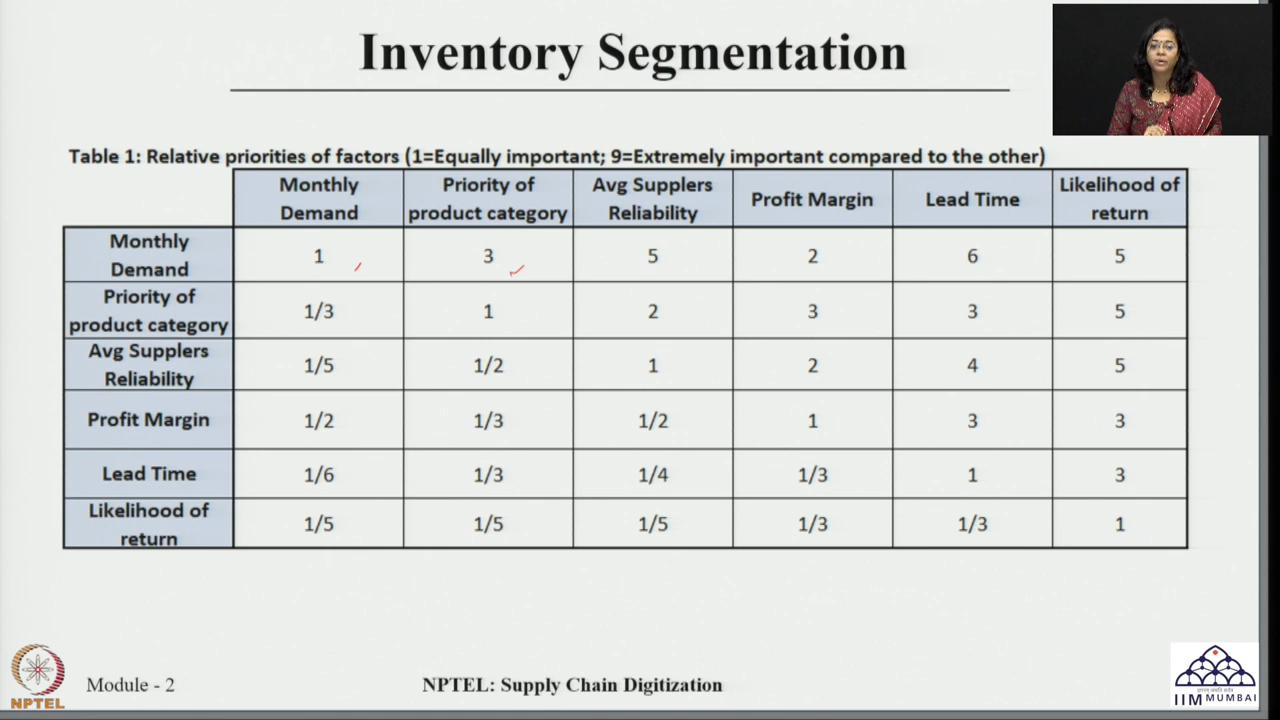 Inventory Segmentation
Table 1: Relative priorities of factors (1=Equally important; 9=Extremely important compared to the other)
Monthly Demand | Priority of product category | Avg Supplers Reliability | Profit Margin | Lead Time | Likelihood of return
Monthly Demand | 1 | 3 | 5 | 2 | 6 | 5
Priority of product category | 1/3 | 1 | 2 | 3 | 3 | 5
Avg Supplers Reliability | 1/5 | 1/2 | 1 | 2 | 4 | 5
Profit Margin | 1/2 | 1/3 | 1/2 | 1 | 3 | 3
Lead Time | 1/6 | 1/3 | 1/4 | 1/3 | 1 | 3
Likelihood of return | 1/5 | 1/5 | 1/5 | 1/3 | 1/3 | 1
NPTEL
Module - 2
NPTEL: Supply Chain Digitization
IIM MUMBAI